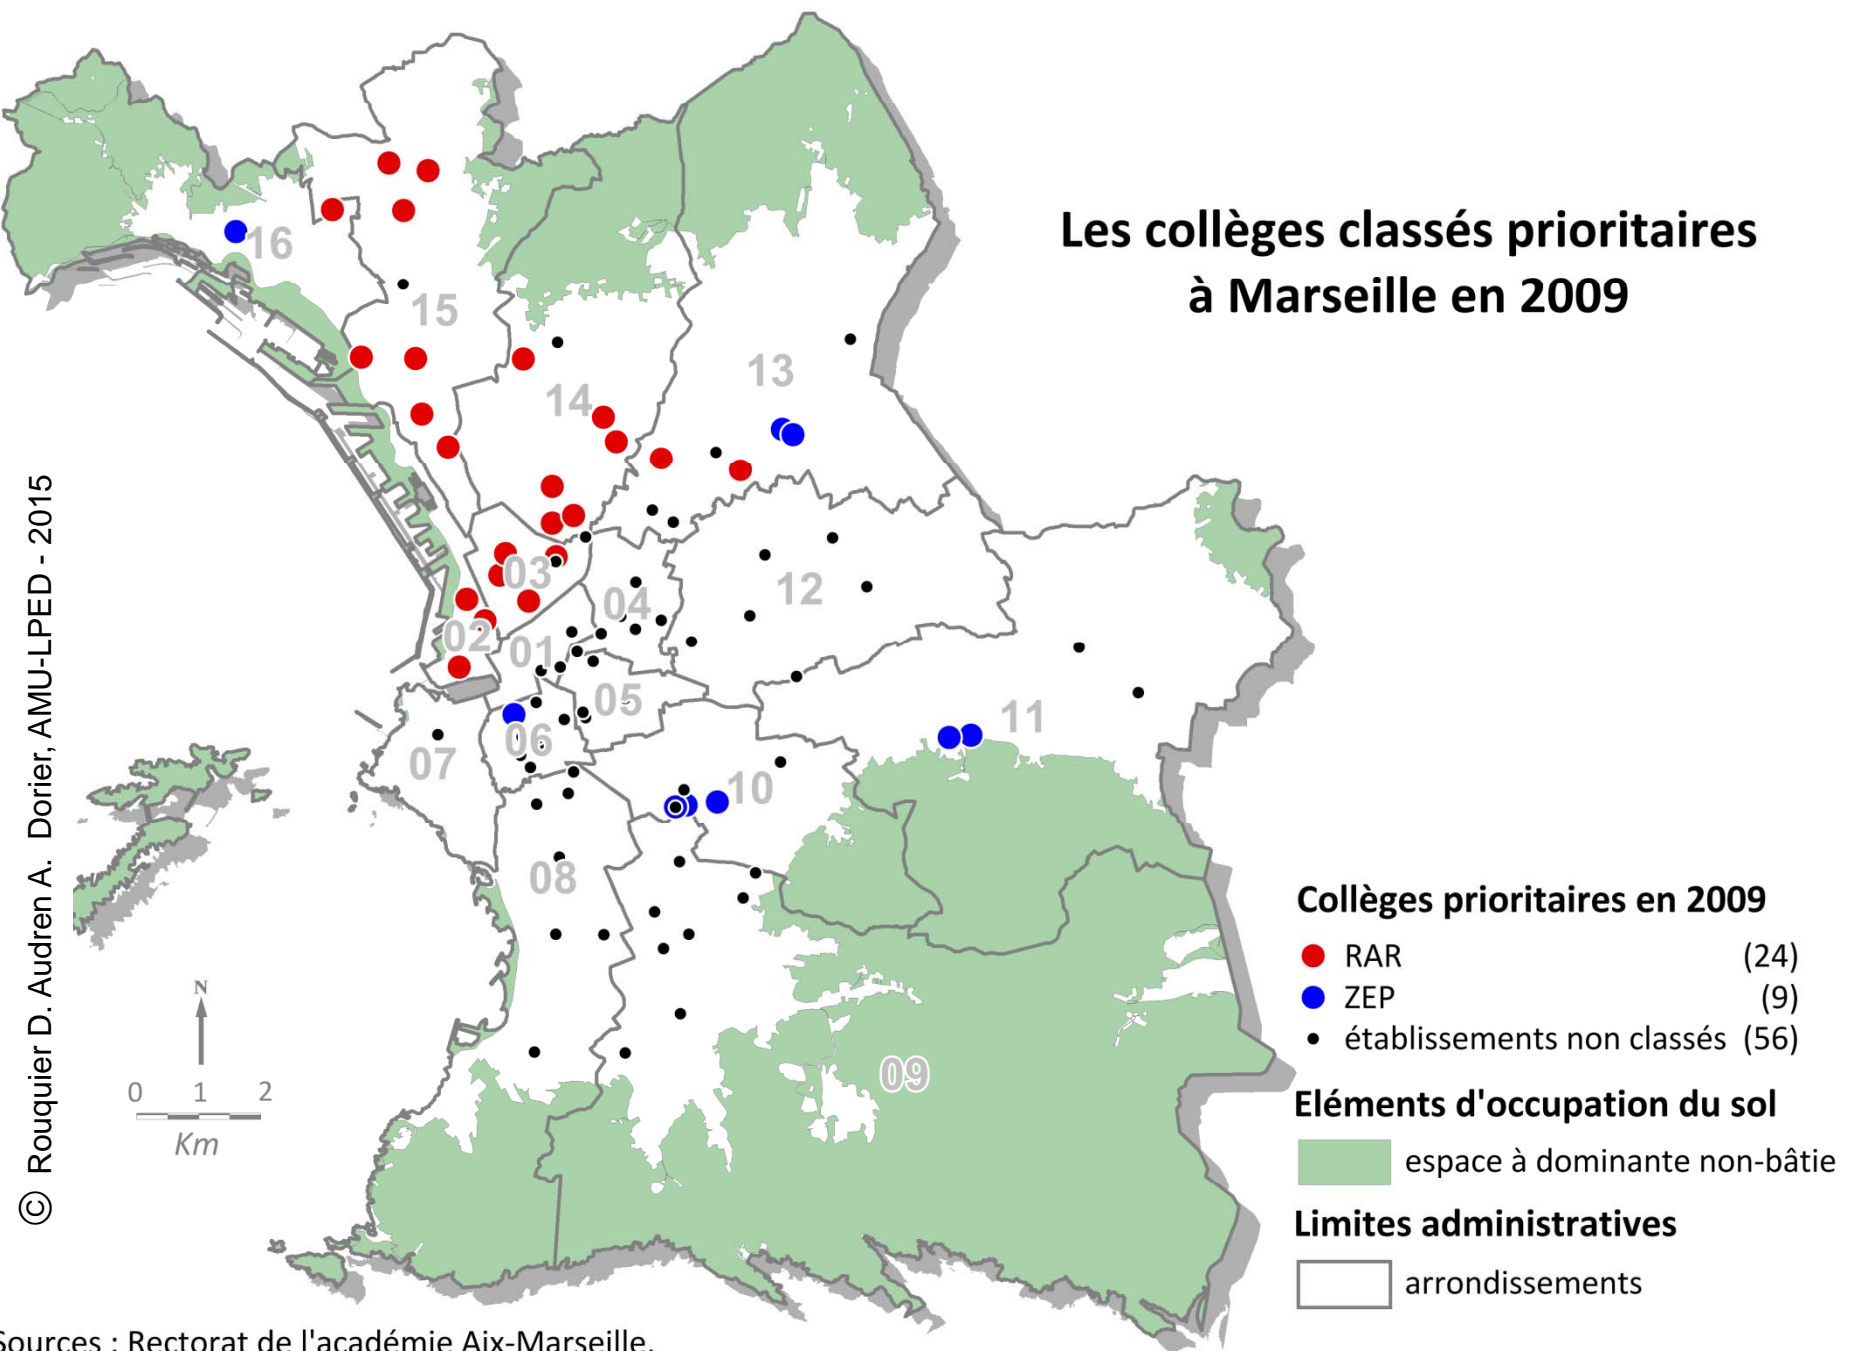 Les collèges classés prioritaires
à Marseille en 2009
16
15
14
13
03
04
12
02
01
05
11
06
07
10
08
09
© Rouquier D. Audren A. Dorier, AMU-LPED - 2015
N
0 1 2
Km
Collèges prioritaires en 2009
RAR (24)
ZEP (9)
établissements non classés (56)
Eléments d'occupation du sol
espace à dominante non-bâtie
Limites administratives
arrondissements
Sources : Rectorat de l'académie Aix-Marseille.